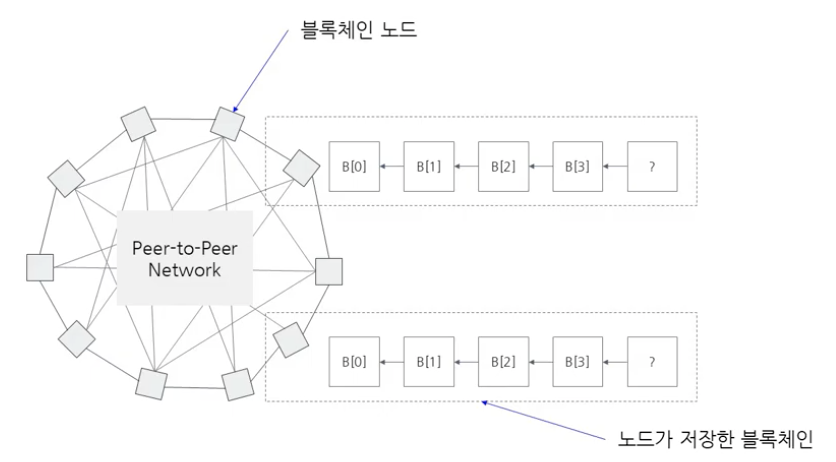 블록체인 노드
B[0]
B[1]
B[2]
B[3]
?
Peer-to-Peer
Network
B[0]
B[1]
B[2]
B[3]
?
노드가 저장한 블록체인